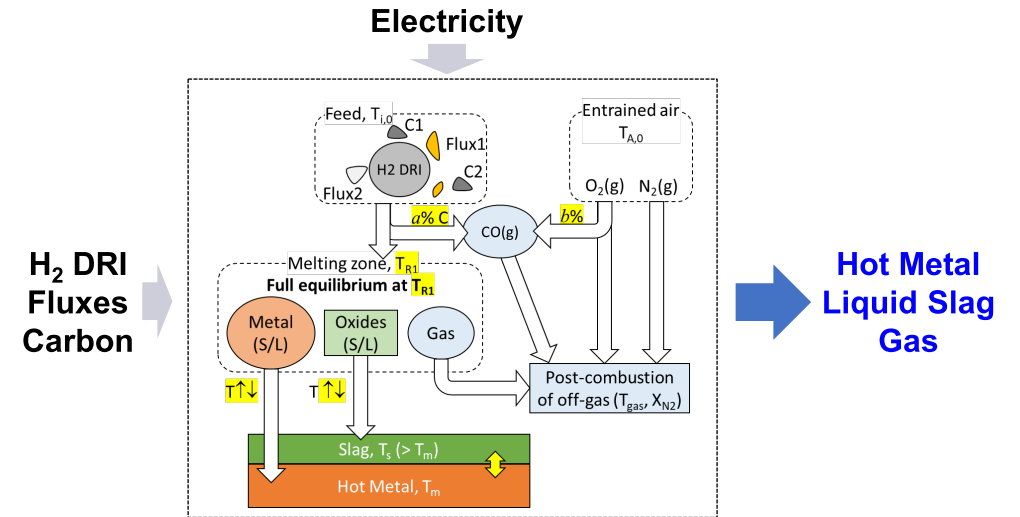 Electricity
Feed, Ti,0
C1
Flux1
H2 DRI
C2
Flux2
Entrained air
TA,0
O2(g) N2(g)
a% C
b%
CO(g)
H2 DRI
Fluxes
Carbon
Melting zone, TR1
Full equilibrium at TR1
Metal
(S/L)
Oxides
(S/L)
Gas
Hot Metal
Liquid Slag
Gas
T↑↓
T ↑↓
Post-combustion
of off-gas (Tgas, XN2)
Slag, Ts (> Tm)
Hot Metal, Tm